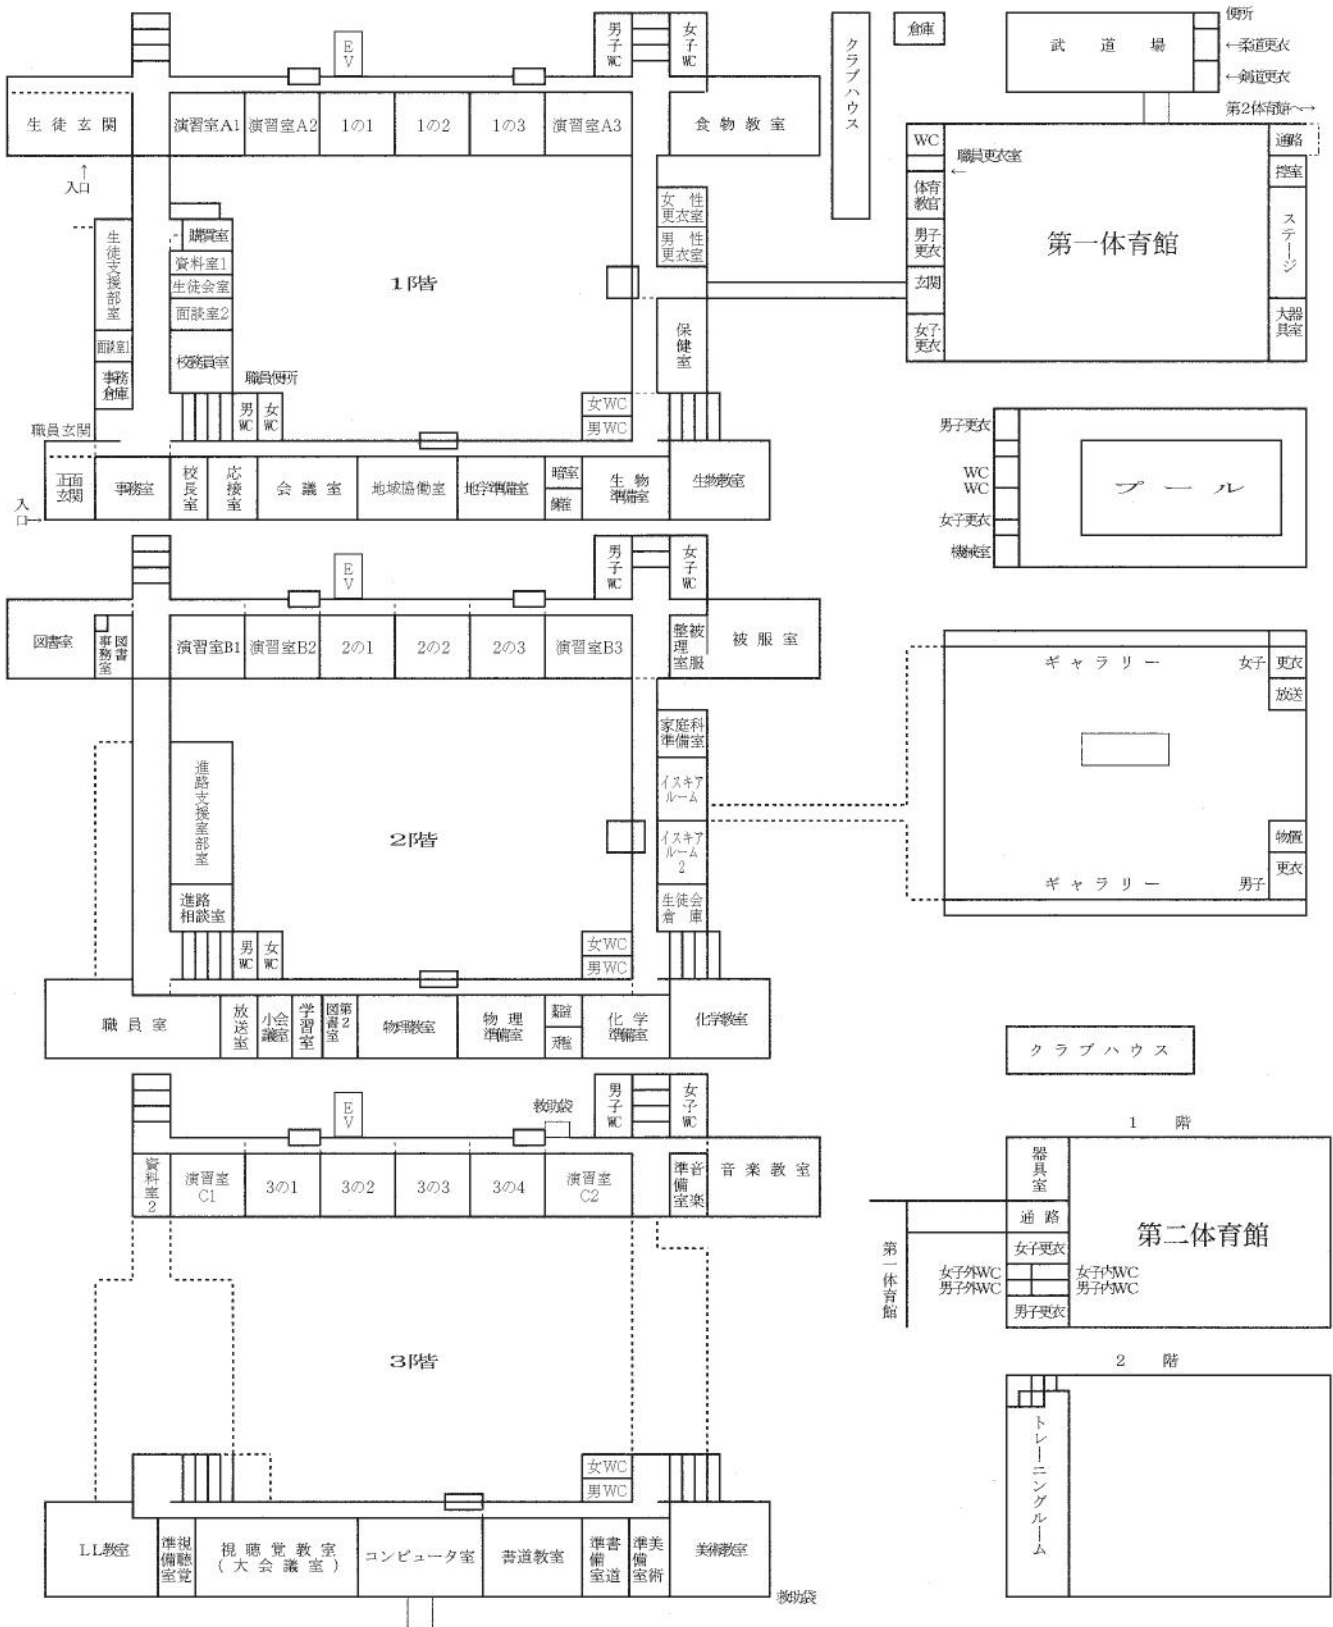 男子WC
女子WC
EV
生徒玄関
演習室A1
演習室A2
1の1
1の2
1の3
演習室A3
食物教室
↑
入口
生徒支援部室
購買室
資料室1
生徒会室
面談室2
面談室1
校務員室
事務倉庫
職員便所
男WC
女WC
1階
女性更衣室
男性更衣室
保健室
女WC
男WC
職員玄関
正面玄関
事務室
校長室
応接室
会議室
地域協働室
地学準備室
暗室
生物準備室
生物教室
入口→
クラブハウス
倉庫
武道場
便所
←柔道更衣
←剣道更衣
第2体育館へ→
WC
職員更衣室
←
体育教官
男子更衣
玄関
女子更衣
第一体育館
通路
控室
ステージ
大器具室
男子更衣
WC
WC
女子更衣
機械室
プール
男子WC
女子WC
EV
図書室
図書事務室
演習室B1
演習室B2
2の1
2の2
2の3
演習室B3
被服整理室
被服室
進路支援室部室
進路相談室
男WC
女WC
2階
家庭科準備室
イスキアルーム
イスキアルーム2
生徒会倉庫
女WC
男WC
職員室
放送室
小会議室
学習室
第2図書室
物理教室
物理準備室
化学準備室
化学教室
ギャラリー
女子
更衣
放送
物置
更衣
ギャラリー
男子
クラブハウス
男子WC
女子WC
EV
救助袋
資料室2
演習室C1
3の1
3の2
3の3
3の4
演習室C2
音楽準備室
音楽教室
3階
女WC
男WC
LL教室
視聴覚準備室
視聴覚教室
(大会議室)
コンピュータ室
書道教室
書道準備室
美術準備室
美術教室
救助袋
1階
器具室
通路
女子更衣
女子外WC
男子外WC
女子内WC
男子内WC
男子更衣
第一体育館
第二体育館
2階
トレーニングルーム